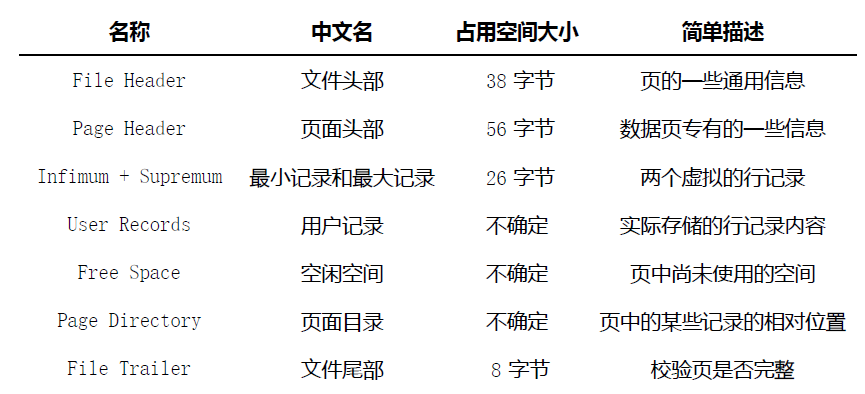 名称 中文名 占用空间大小 简单描述
File Header 文件头部 38 字节 页的一些通用信息
Page Header 页面头部 56 字节 数据页专有的一些信息
Infimum + Supremum 最小记录和最大记录 26 字节 两个虚拟的行记录
User Records 用户记录 不确定 实际存储的行记录内容
Free Space 空闲空间 不确定 页中尚未使用的空间
Page Directory 页面目录 不确定 页中的某些记录的相对位置
File Trailer 文件尾部 8 字节 校验页是否完整